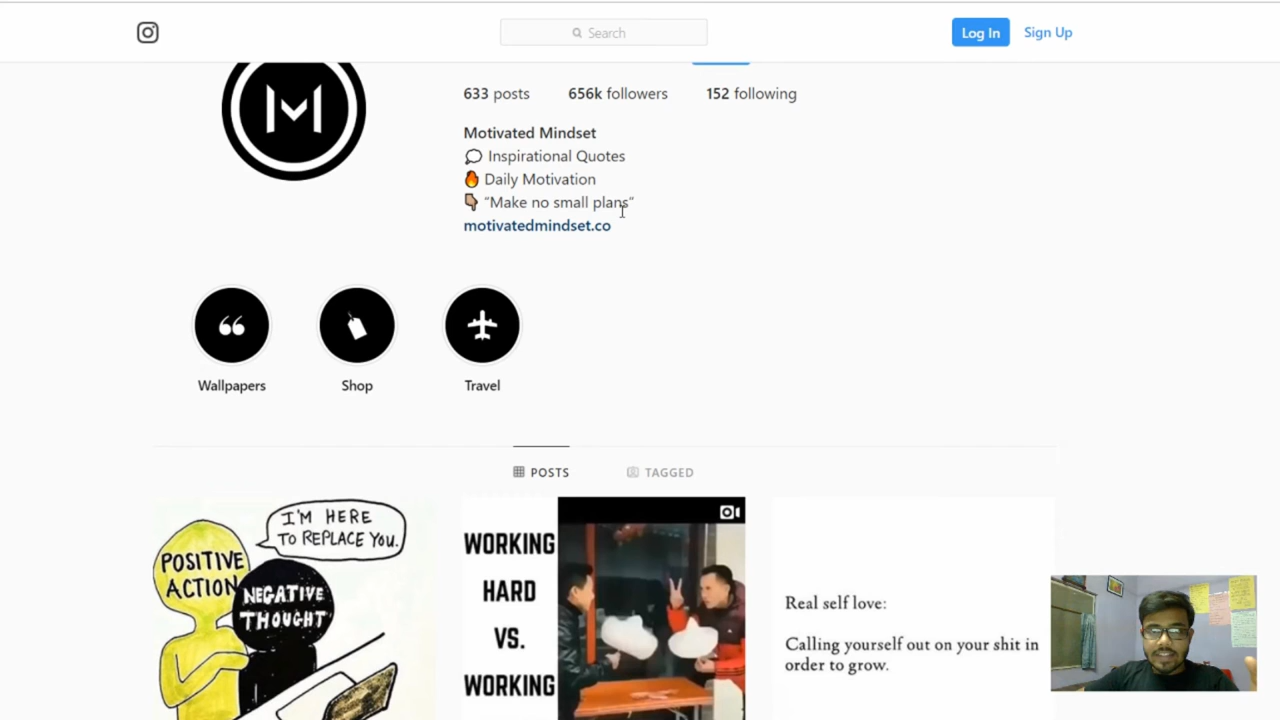 Search
Log In
Sign Up
M
633 posts 656k followers 152 following
Motivated Mindset
Inspirational Quotes
Daily Motivation
“Make no small plans”
motivatedmindset.co
Wallpapers
Shop
Travel
POSTS
TAGGED
I'M HERE
TO REPLACE YOU.
POSITIVE
ACTION
NEGATIVE
THOUGHT
WORKING
HARD
VS.
WORKING
Real self love:
Calling yourself out on your shit in
order to grow.